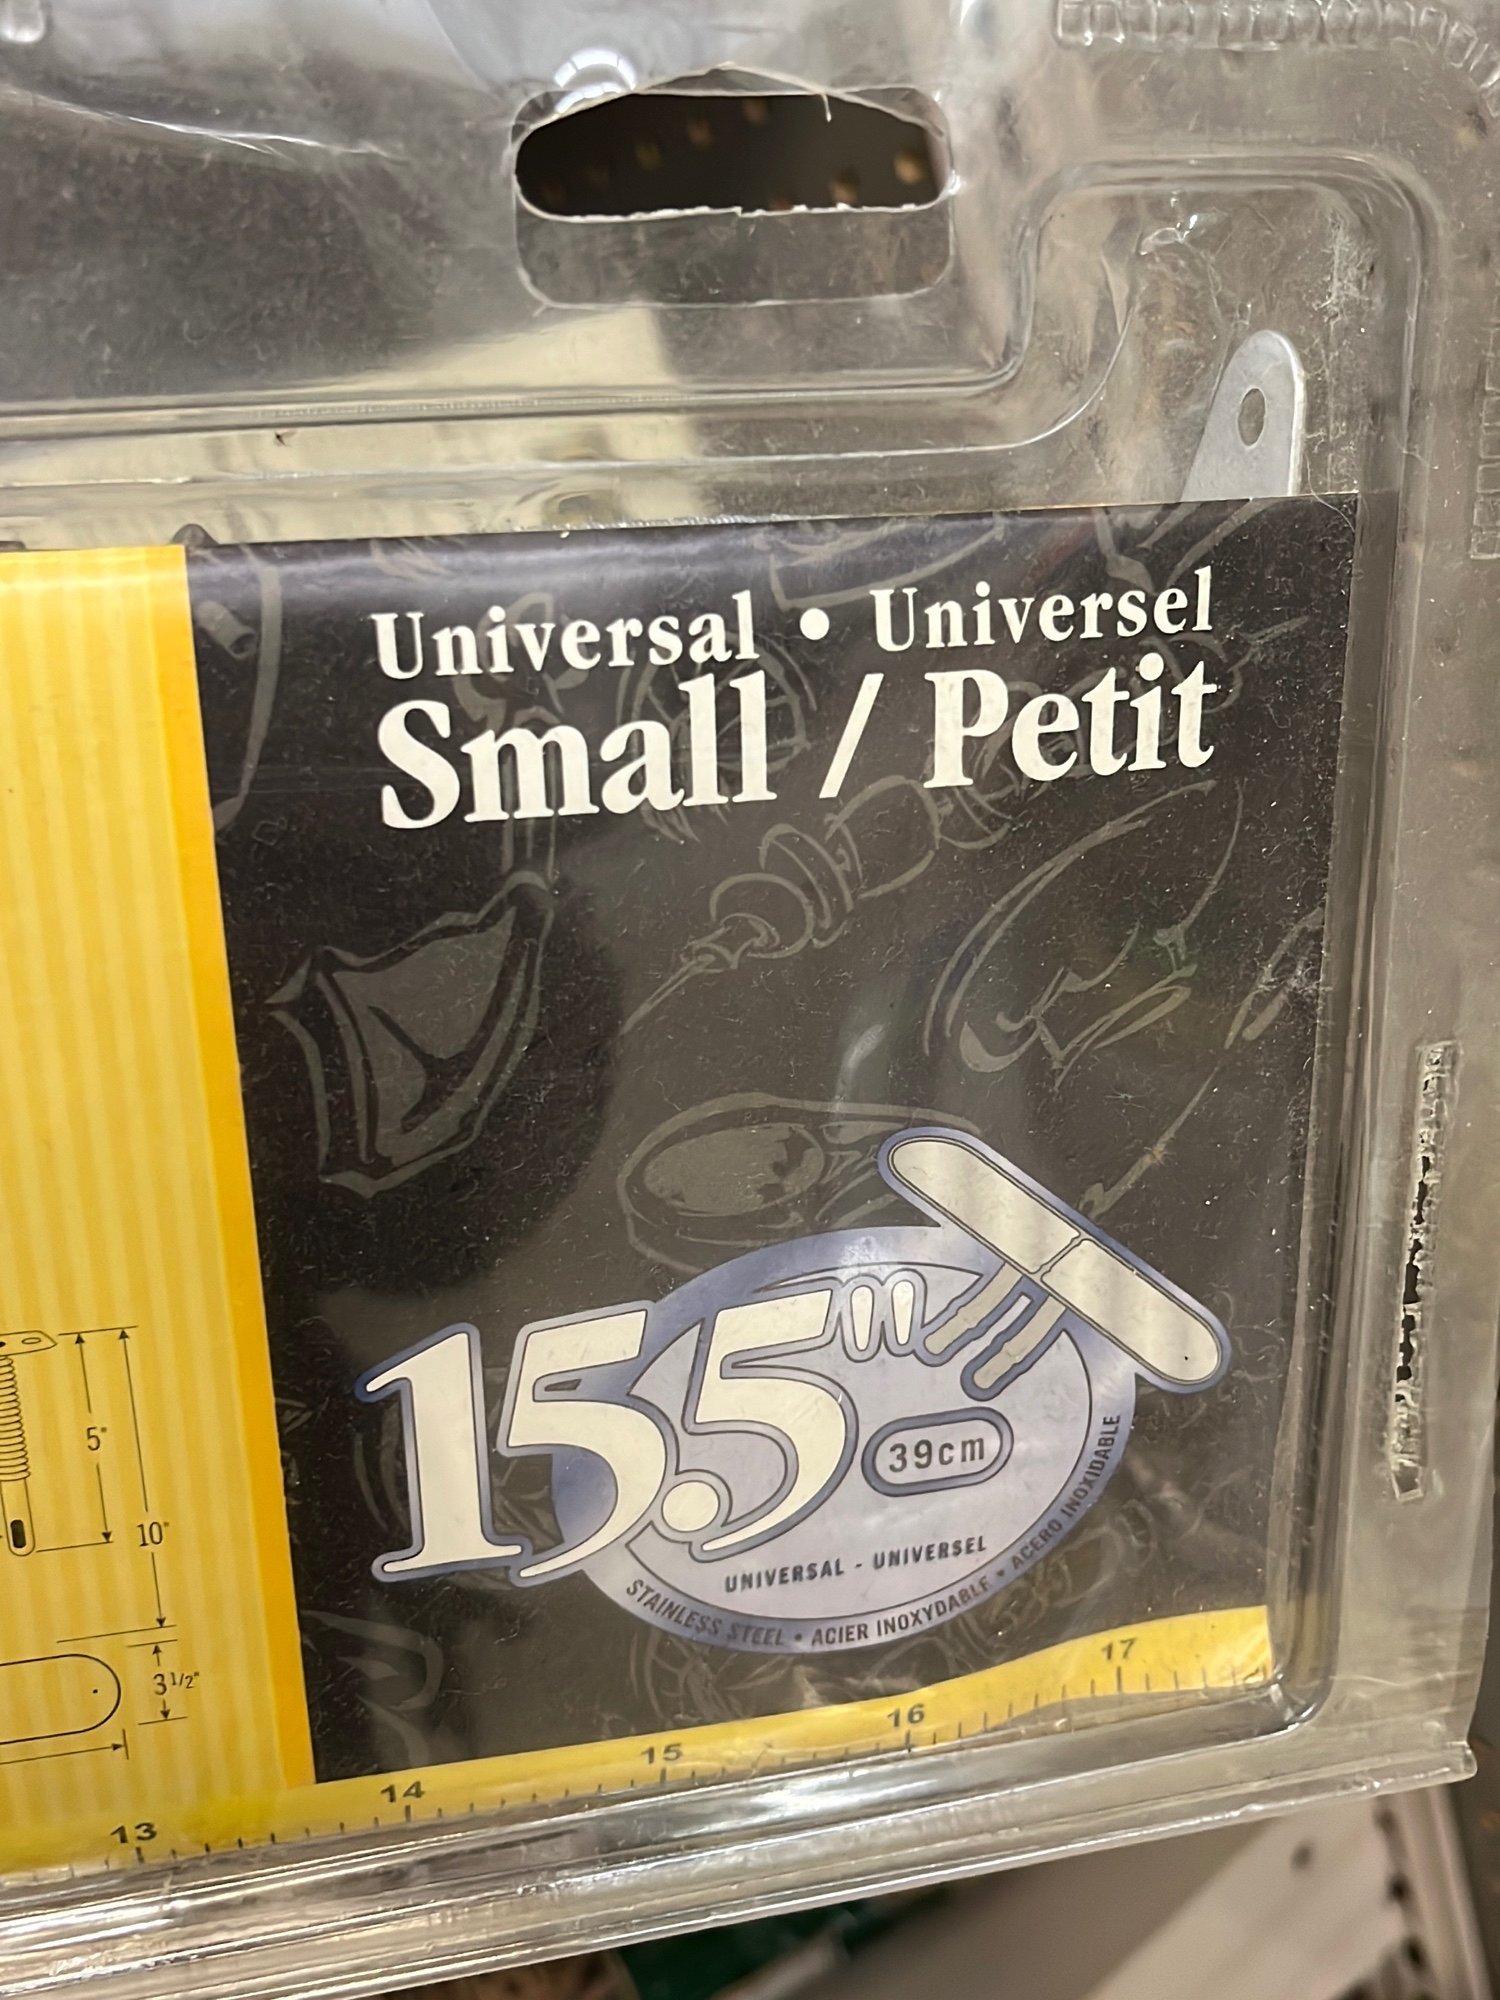 Universal • Universel
Small / Petit
15.5"
39cm
UNIVERSAL - UNIVERSEL
STAINLESS STEEL • ACIER INOXYDABLE • ACERO INOXIDABLE
5"
10"
3 1/2"
13 14 15 16 17